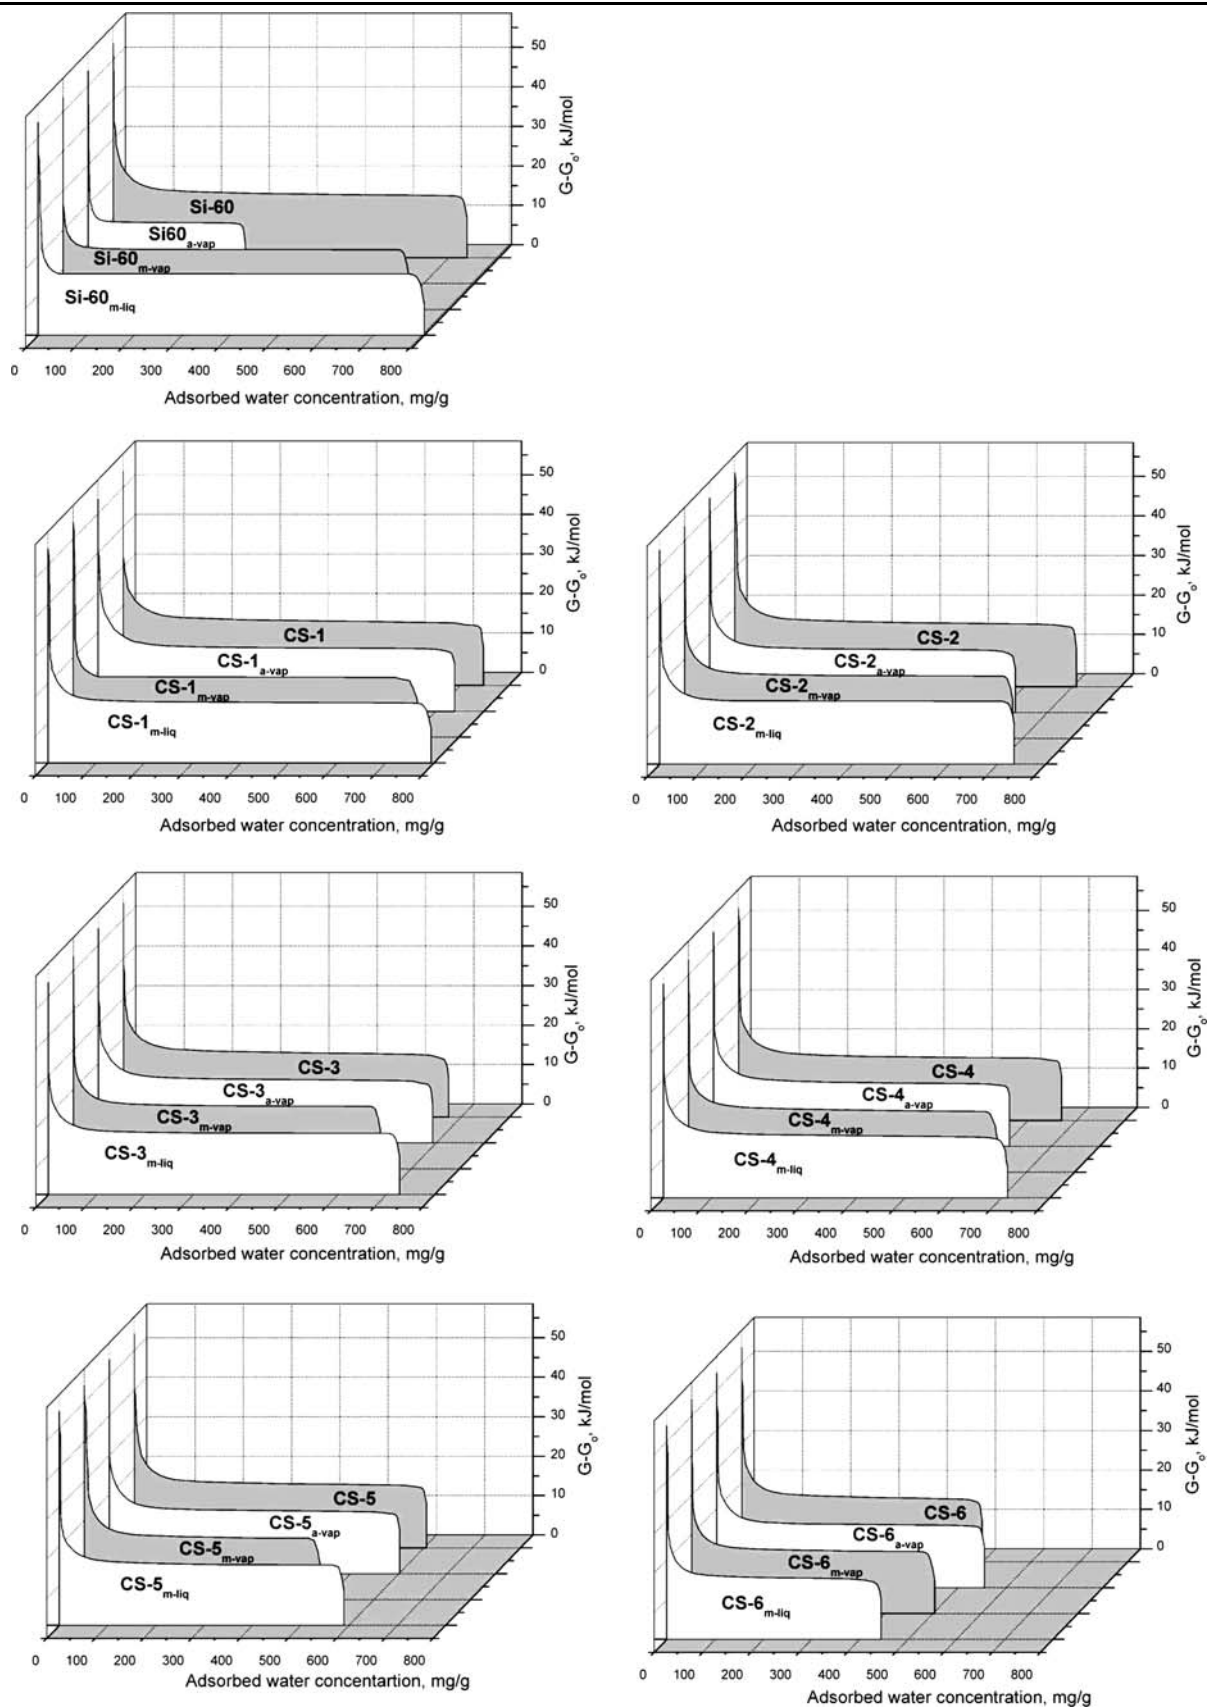 50
40
30
20
10
0
G-Go, kJ/mol
Si-60
Si60a-vap
Si-60m-vap
Si-60m-liq
0 100 200 300 400 500 600 700 800
Adsorbed water concentration, mg/g
50
40
30
20
10
0
G-Go, kJ/mol
CS-1
CS-1a-vap
CS-1m-vap
CS-1m-liq
0 100 200 300 400 500 600 700 800
Adsorbed water concentration, mg/g
50
40
30
20
10
0
G-Go, kJ/mol
CS-2
CS-2a-vap
CS-2m-vap
CS-2m-liq
0 100 200 300 400 500 600 700 800
Adsorbed water concentration, mg/g
50
40
30
20
10
0
G-Go, kJ/mol
CS-3
CS-3a-vap
CS-3m-vap
CS-3m-liq
0 100 200 300 400 500 600 700 800
Adsorbed water concentration, mg/g
50
40
30
20
10
0
G-Go, kJ/mol
CS-4
CS-4a-vap
CS-4m-vap
CS-4m-liq
0 100 200 300 400 500 600 700 800
Adsorbed water concentration, mg/g
50
40
30
20
10
0
G-Go, kJ/mol
CS-5
CS-5a-vap
CS-5m-vap
CS-5m-liq
0 100 200 300 400 500 600 700 800
Adsorbed water concentartion, mg/g
50
40
30
20
10
0
G-Go, kJ/mol
CS-6
CS-6a-vap
CS-6m-vap
CS-6m-liq
0 100 200 300 400 500 600 700 800
Adsorbed water concentration, mg/g